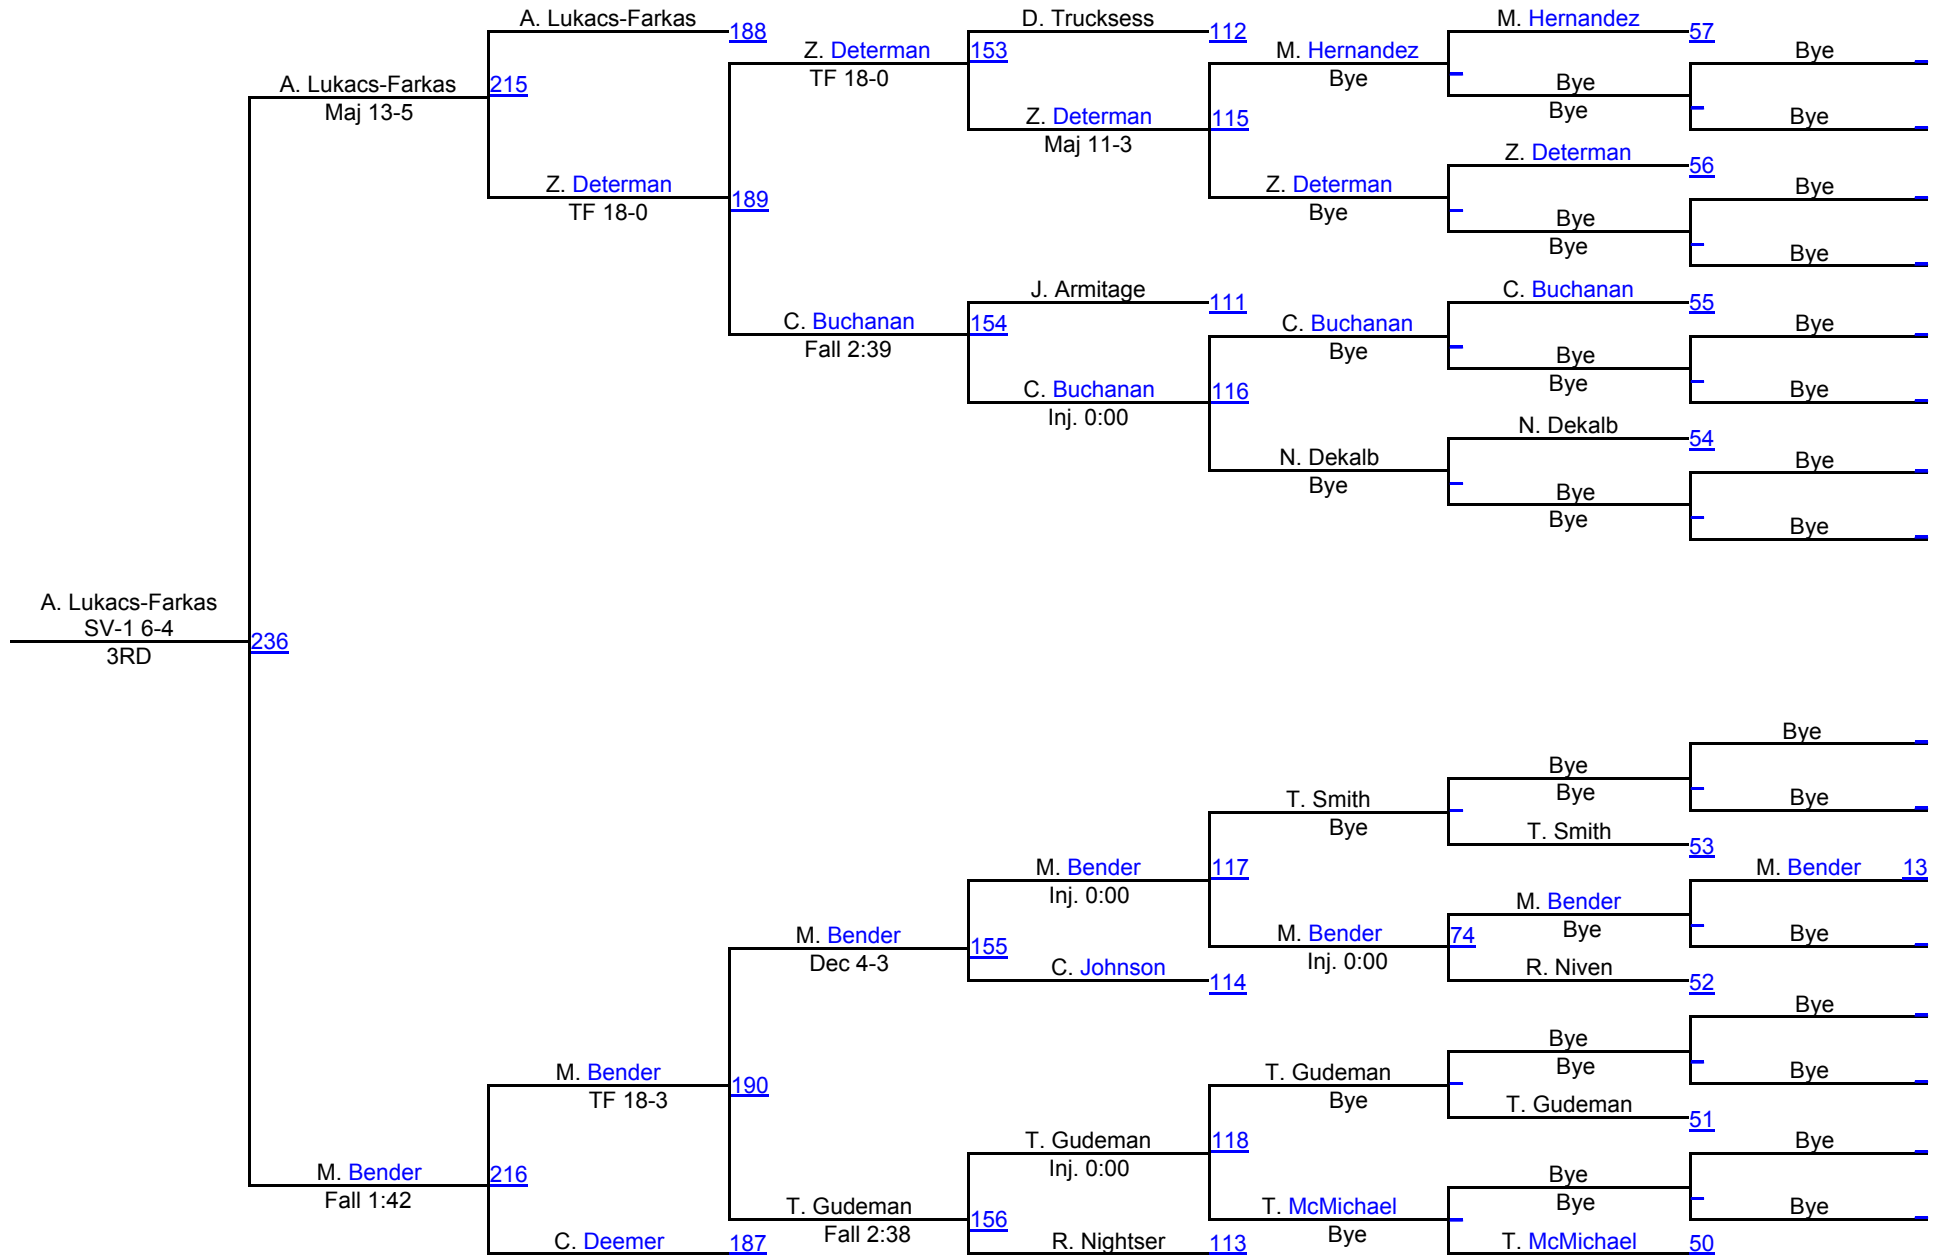 A. Lukacs-Farkas
SV-1 6-4
3RD
236
A. Lukacs-Farkas
Maj 13-5
215
M. Bender
Fall 1:42
216
A. Lukacs-Farkas
188
Z. Determan
TF 18-0
189
M. Bender
TF 18-3
190
C. Deemer
187
Z. Determan
TF 18-0
153
C. Buchanan
Fall 2:39
154
M. Bender
Dec 4-3
155
T. Gudeman
Fall 2:38
156
D. Trucksess
112
Z. Determan
Maj 11-3
115
J. Armitage
111
C. Buchanan
Inj. 0:00
116
M. Bender
Inj. 0:00
117
C. Johnson
114
T. Gudeman
Inj. 0:00
118
R. Nightser
113
M. Hernandez
Bye
Z. Determan
Bye
C. Buchanan
Bye
N. Dekalb
Bye
T. Smith
Bye
M. Bender
Inj. 0:00
74
T. Gudeman
Bye
T. McMichael
Bye
M. Hernandez
57
Bye
Bye
Z. Determan
56
Bye
Bye
C. Buchanan
55
Bye
Bye
N. Dekalb
54
Bye
Bye
Bye
Bye
T. Smith
53
M. Bender
Bye
R. Niven
52
Bye
Bye
T. Gudeman
51
Bye
Bye
T. McMichael
50
Bye
Bye
Bye
Bye
Bye
Bye
Bye
Bye
Bye
Bye
M. Bender 13
Bye
Bye
Bye
Bye
Bye